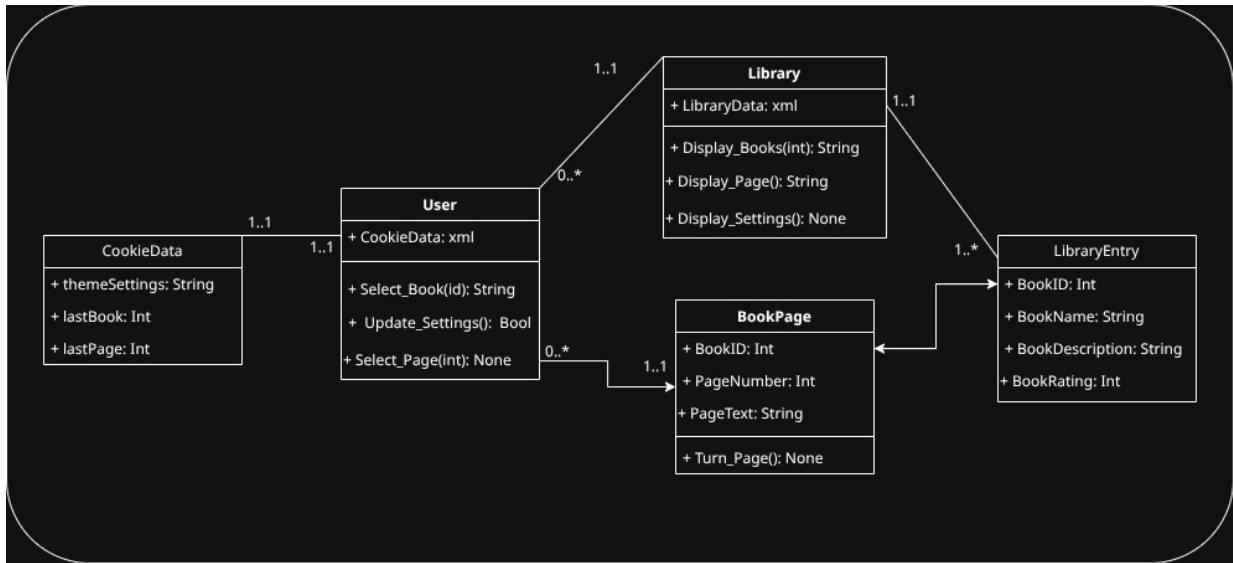 1..1
Library
+ LibraryData: xml
1..1
+ Display_Books(int): String
+ Display_Page(): String
+ Display_Settings(): None
0..*
User
+ CookieData: xml
+ Select_Book(id): String
+ Update_Settings(): Bool
+ Select_Page(int): None
1..1
1..1
CookieData
+ themeSettings: String
+ lastBook: Int
+ lastPage: Int
1..*
LibraryEntry
+ BookID: Int
+ BookName: String
+ BookDescription: String
+ BookRating: Int
0..*
1..1
BookPage
+ BookID: Int
+ PageNumber: Int
+ PageText: String
+ Turn_Page(): None